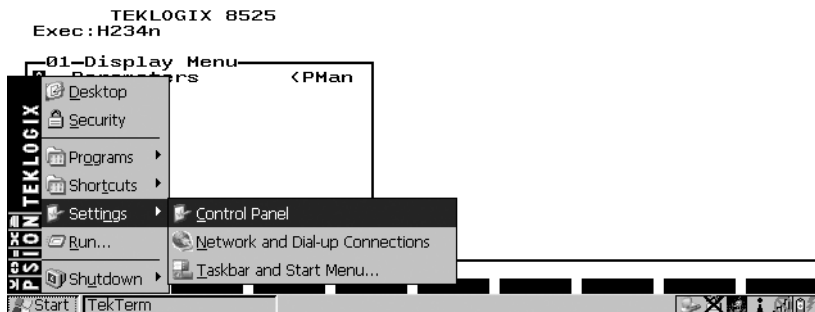 TEKLOGIX 8525
Exec:H234n
01-Display Menu
Parameters <PMan
Desktop
Security
Programs
Shortcuts
Settings
Run...
Shutdown
Control Panel
Network and Dial-up Connections
Taskbar and Start Menu...
PSION TEKLOGIX
Start TekTerm